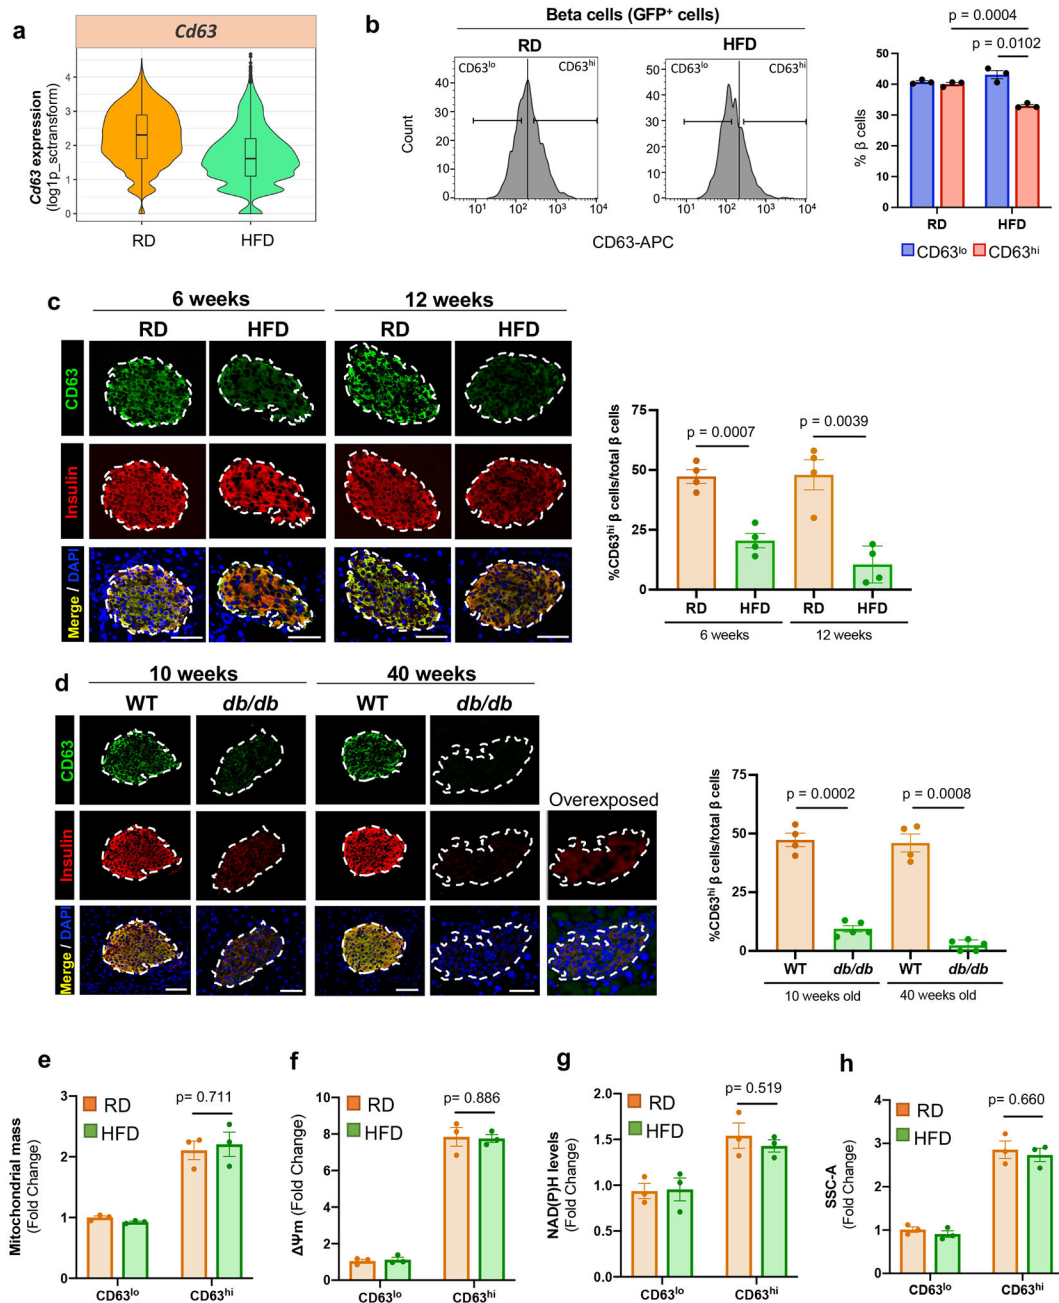 a
Cd63
Cd63 expression
(log1p_sctransform)
4
3
2
1
0
RD
HFD
b
Beta cells (GFP⁺ cells)
RD
HFD
CD63ˡᵒ
CD63ʰⁱ
CD63ˡᵒ
CD63ʰⁱ
Count
50
40
30
20
10
0
10¹
10²
10³
10⁴
50
40
30
20
10
0
10¹
10²
10³
10⁴
CD63-APC
p = 0.0004
p = 0.0102
% β cells
50
40
30
20
10
0
RD
HFD
CD63ˡᵒ
CD63ʰⁱ
c
6 weeks
12 weeks
RD
HFD
RD
HFD
CD63
Insulin
Merge / DAPI
%CD63ʰⁱ β cells/total β cells
75
50
25
0
p = 0.0007
p = 0.0039
RD
HFD
RD
HFD
6 weeks
12 weeks
d
10 weeks
40 weeks
WT
db/db
WT
db/db
CD63
Insulin
Merge / DAPI
Overexposed
%CD63ʰⁱ β cells/total β cells
75
50
25
0
p = 0.0002
p = 0.0008
WT
db/db
WT
db/db
10 weeks old
40 weeks old
e
Mitochondrial mass
(Fold Change)
3
2
1
0
RD
HFD
p= 0.711
CD63ˡᵒ
CD63ʰⁱ
f
ΔΨm (Fold Change)
10
8
6
4
2
0
RD
HFD
p= 0.886
CD63ˡᵒ
CD63ʰⁱ
g
NAD(P)H levels
(Fold Change)
2.0
1.5
1.0
0.5
0.0
RD
HFD
p= 0.519
CD63ˡᵒ
CD63ʰⁱ
h
SSC-A
(Fold Change)
4
3
2
1
0
RD
HFD
p= 0.660
CD63ˡᵒ
CD63ʰⁱ